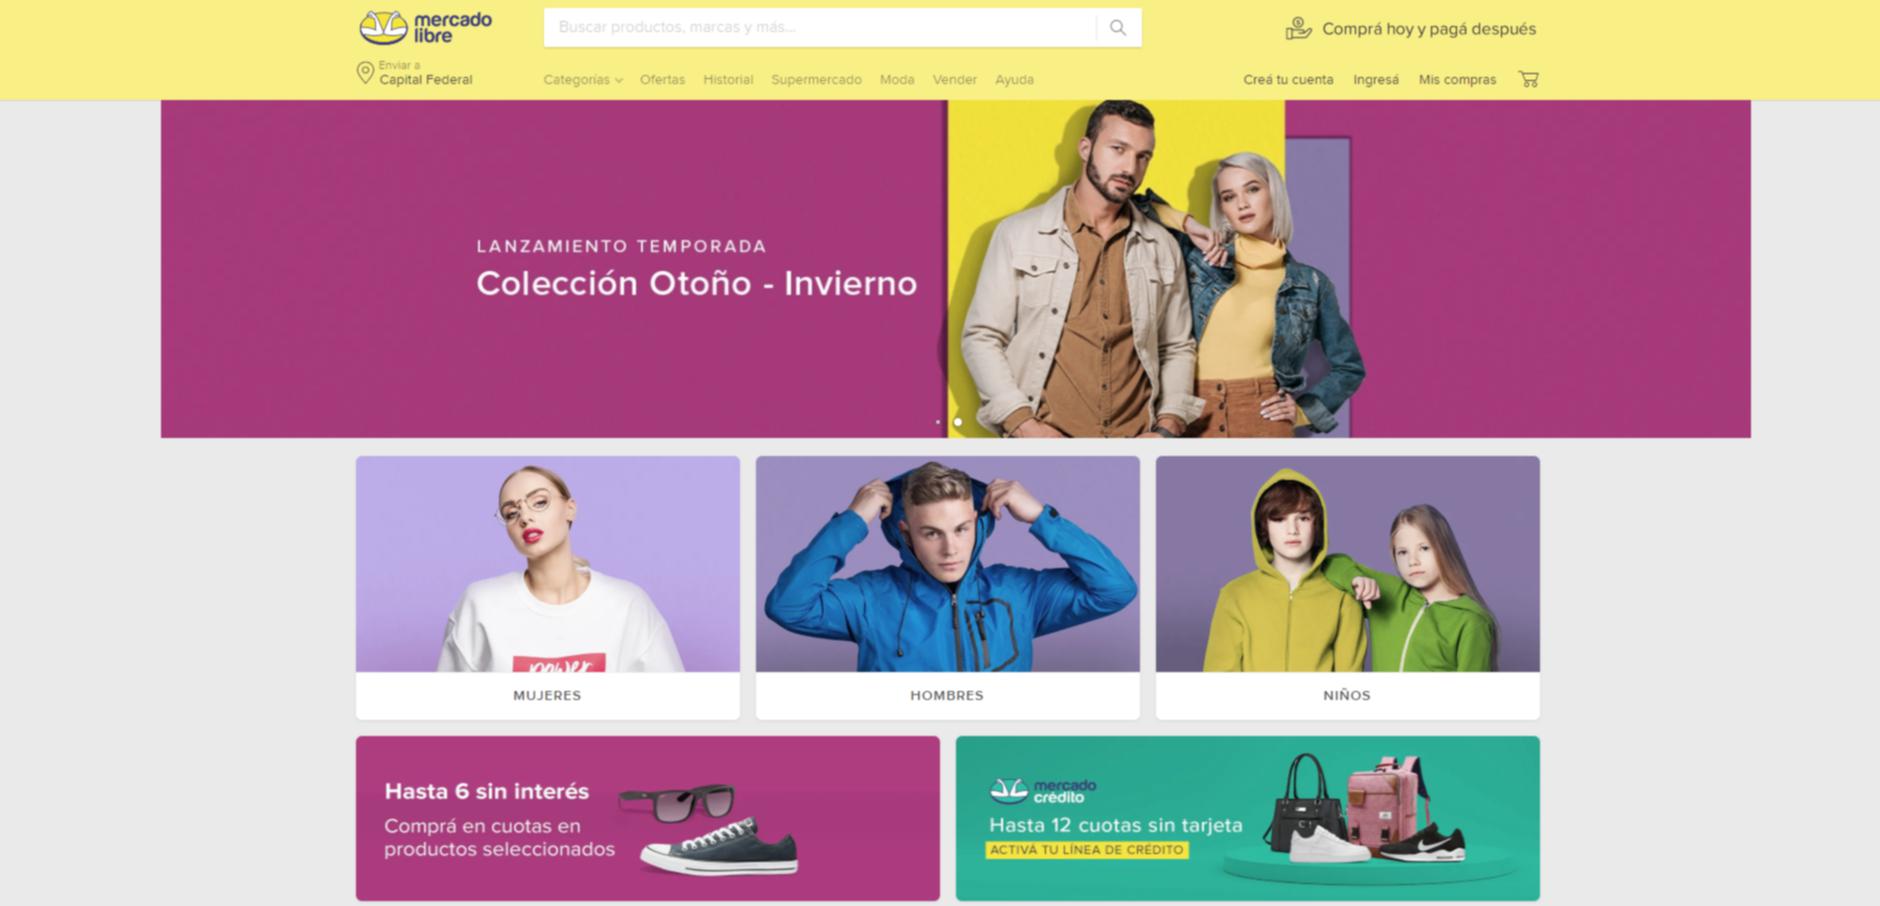 mercado
libre
Buscar productos, marcas y más...
Comprá hoy y pagá después
Enviar a
Capital Federal
Categorías
Ofertas
Historial
Supermercado
Moda
Vender
Ayuda
Creá tu cuenta
Ingresá
Mis compras
LANZAMIENTO TEMPORADA
Colección Otoño - Invierno
power
MUJERES
HOMBRES
NIÑOS
Hasta 6 sin interés
Comprá en cuotas en
productos seleccionados
mercado
crédito
Hasta 12 cuotas sin tarjeta
ACTIVÁ TU LÍNEA DE CRÉDITO